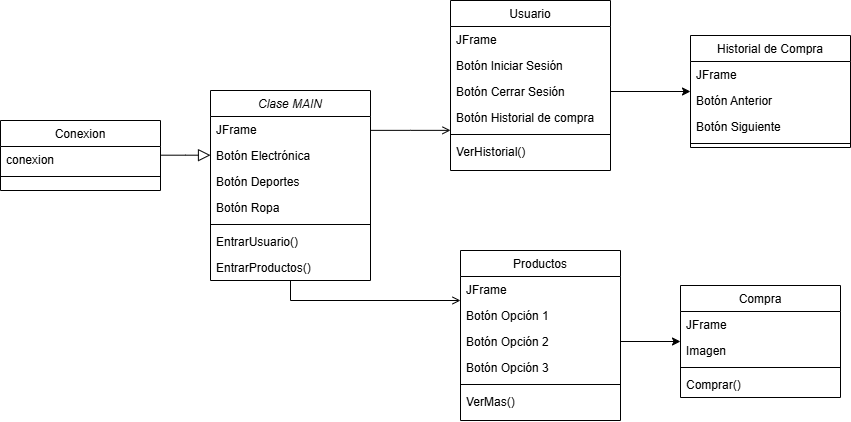 Conexion
conexion
Clase MAIN
JFrame
Botón Electrónica
Botón Deportes
Botón Ropa
EntrarUsuario()
EntrarProductos()
Usuario
JFrame
Botón Iniciar Sesión
Botón Cerrar Sesión
Botón Historial de compra
VerHistorial()
Historial de Compra
JFrame
Botón Anterior
Botón Siguiente
Productos
JFrame
Botón Opción 1
Botón Opción 2
Botón Opción 3
VerMas()
Compra
JFrame
Imagen
Comprar()